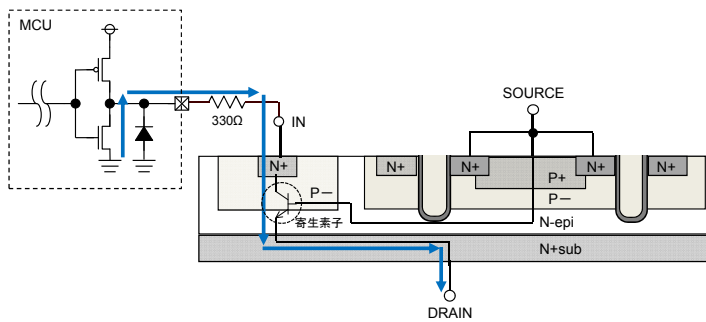 MCU
330Ω
IN
SOURCE
N+
N+
N+
N+
N+
P+
P−
P−
寄生素子
N-epi
N+sub
DRAIN